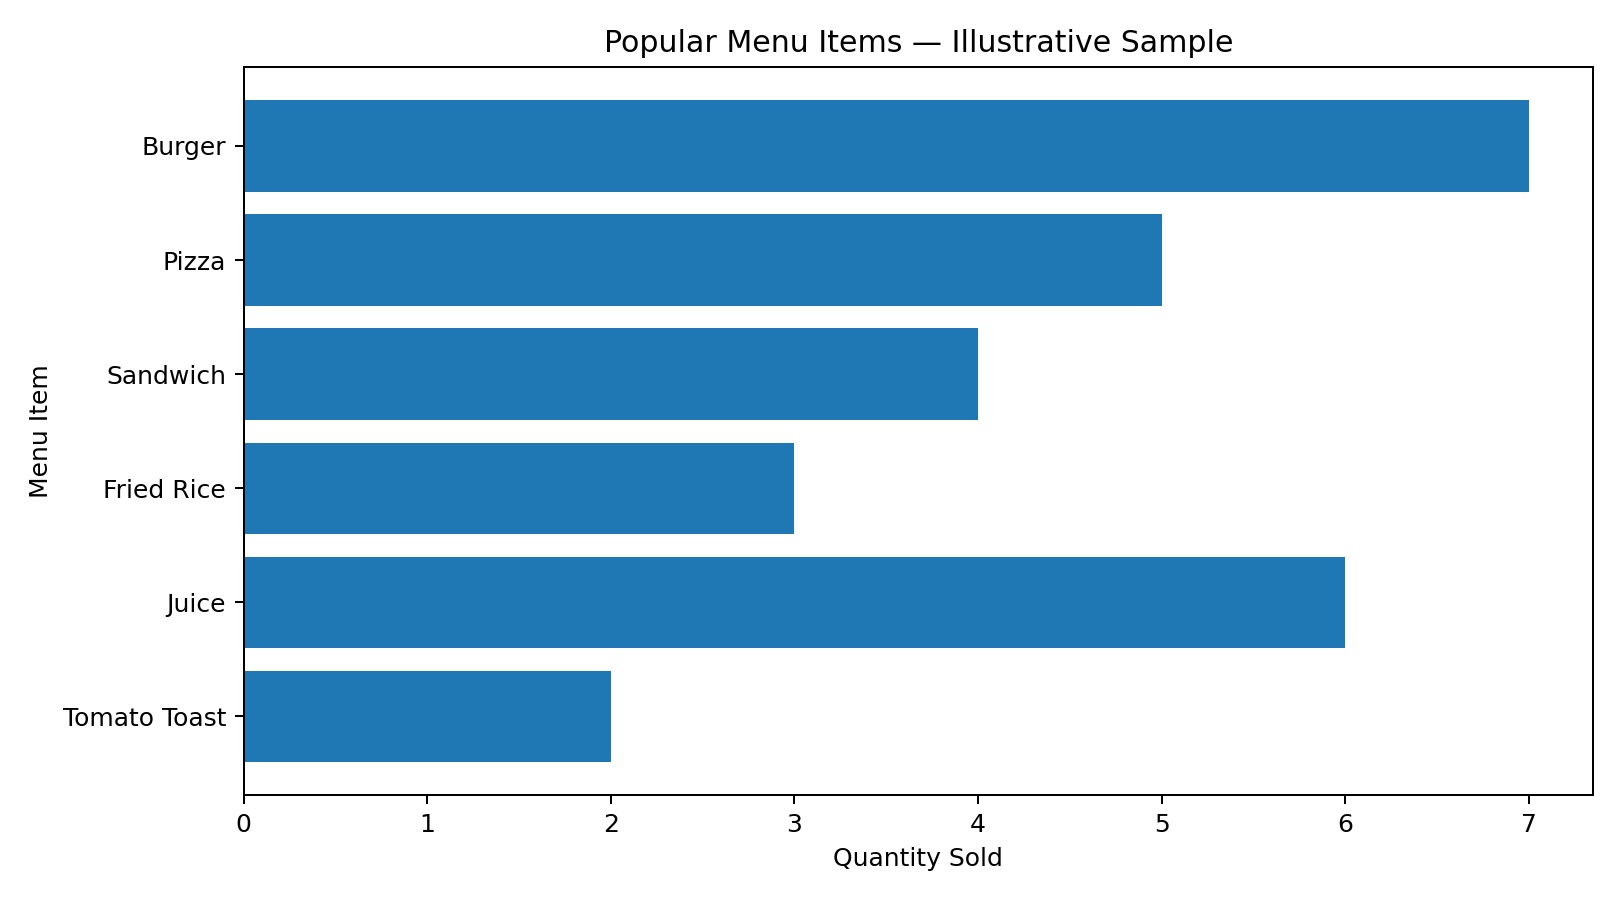 Popular Menu Items — Illustrative Sample
Menu Item
Burger
Pizza
Sandwich
Fried Rice
Juice
Tomato Toast
0 1 2 3 4 5 6 7
Quantity Sold